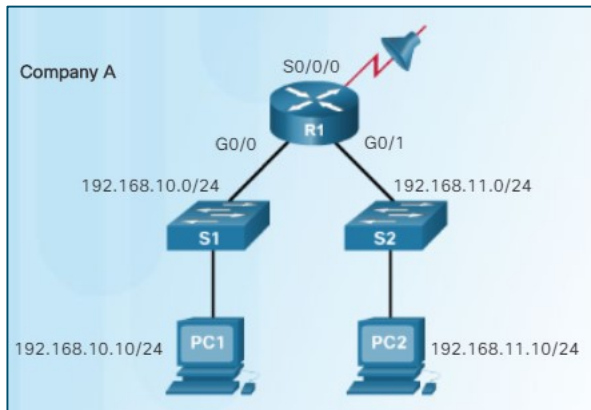 Company A
S0/0/0
R1
G0/0
G0/1
192.168.10.0/24
192.168.11.0/24
S1
S2
192.168.10.10/24
PC1
PC2
192.168.11.10/24